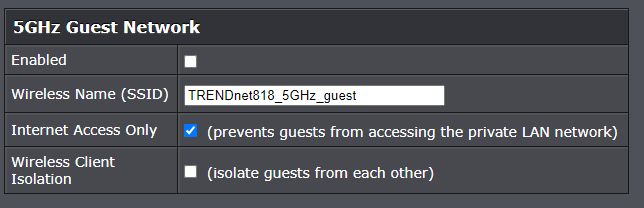 5GHz Guest Network
Enabled
Wireless Name (SSID)
TRENDnet818_5GHz_guest
Internet Access Only
(prevents guests from accessing the private LAN network)
Wireless Client
Isolation
(isolate guests from each other)